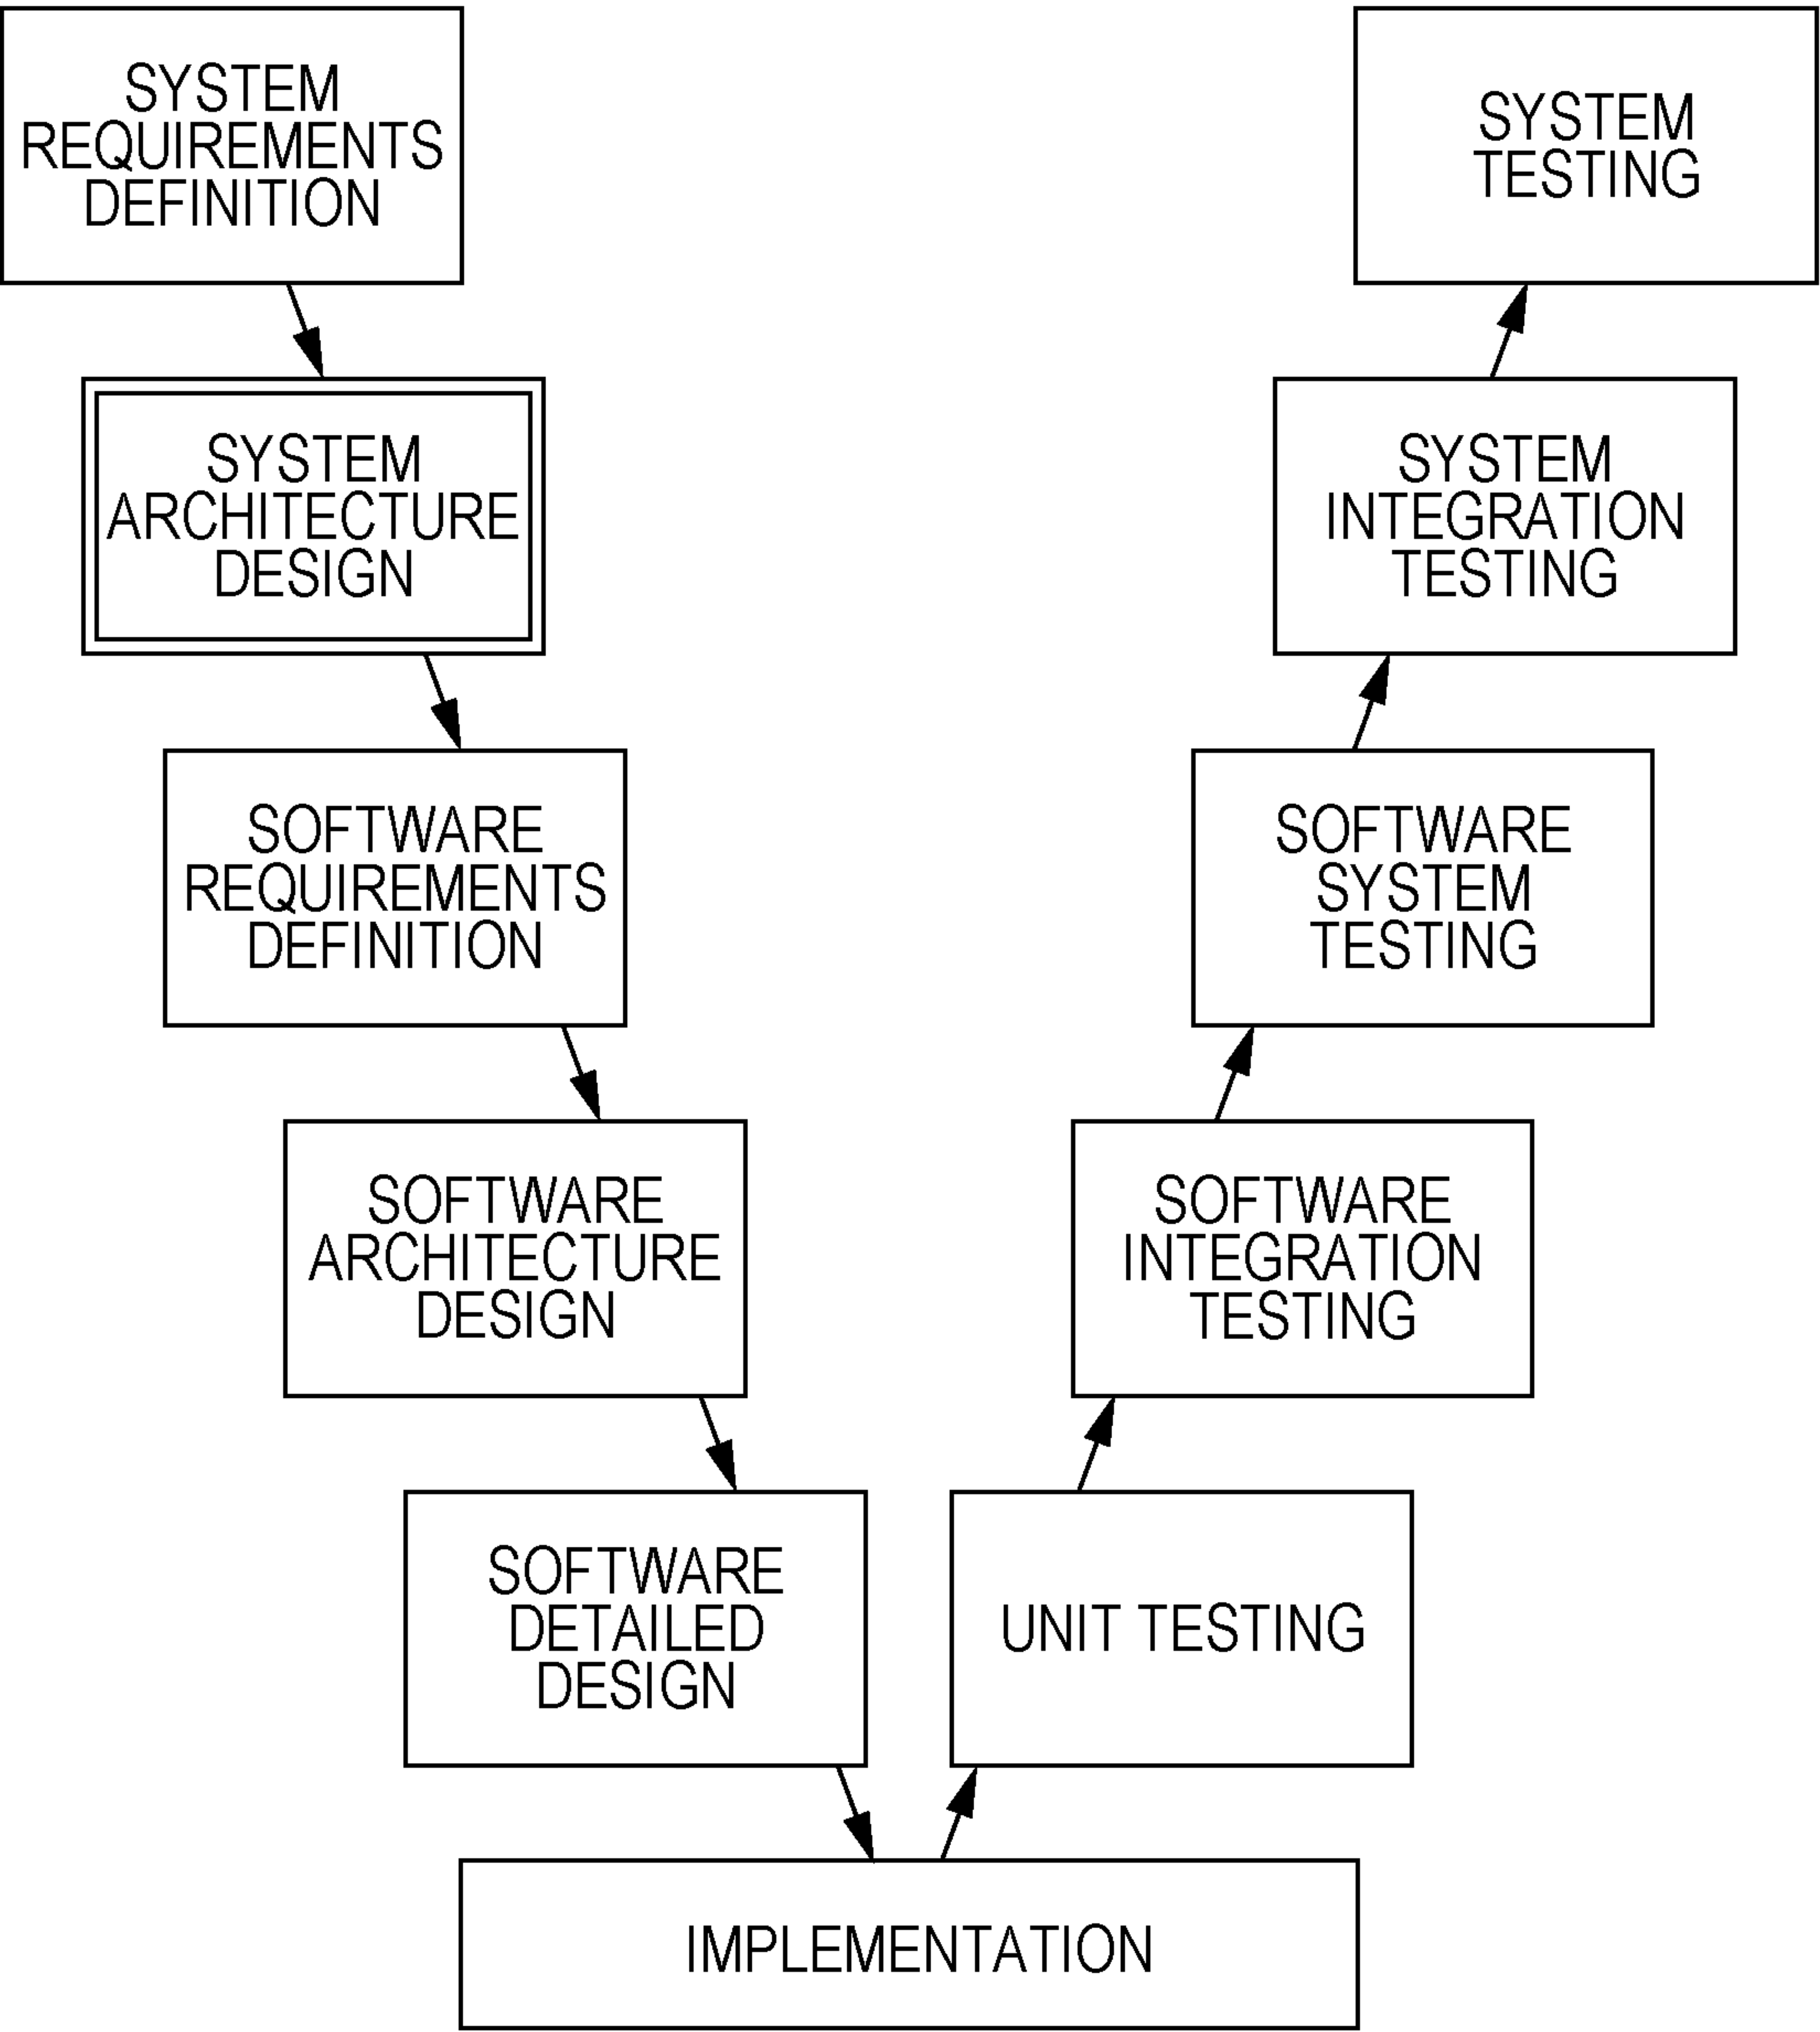 SYSTEM
REQUIREMENTS
DEFINITION
SYSTEM
ARCHITECTURE
DESIGN
SOFTWARE
REQUIREMENTS
DEFINITION
SOFTWARE
ARCHITECTURE
DESIGN
SOFTWARE
DETAILED
DESIGN
IMPLEMENTATION
UNIT TESTING
SOFTWARE
INTEGRATION
TESTING
SOFTWARE
SYSTEM
TESTING
SYSTEM
INTEGRATION
TESTING
SYSTEM
TESTING